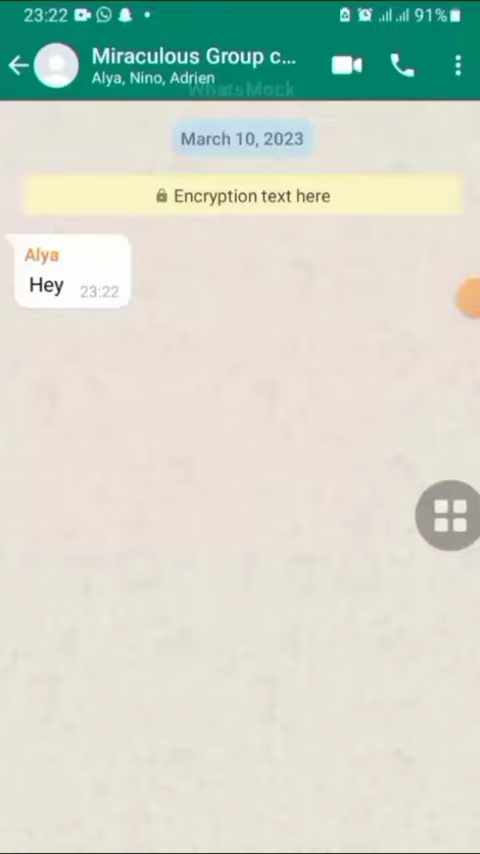 23:22 91%
Miraculous Group c...
Alya, Nino, Adrien
WhatsMock
March 10, 2023
Encryption text here
Alya
Hey 23:22